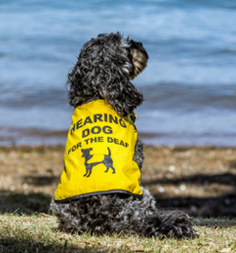 HEARING
DOG
FOR THE DEAF